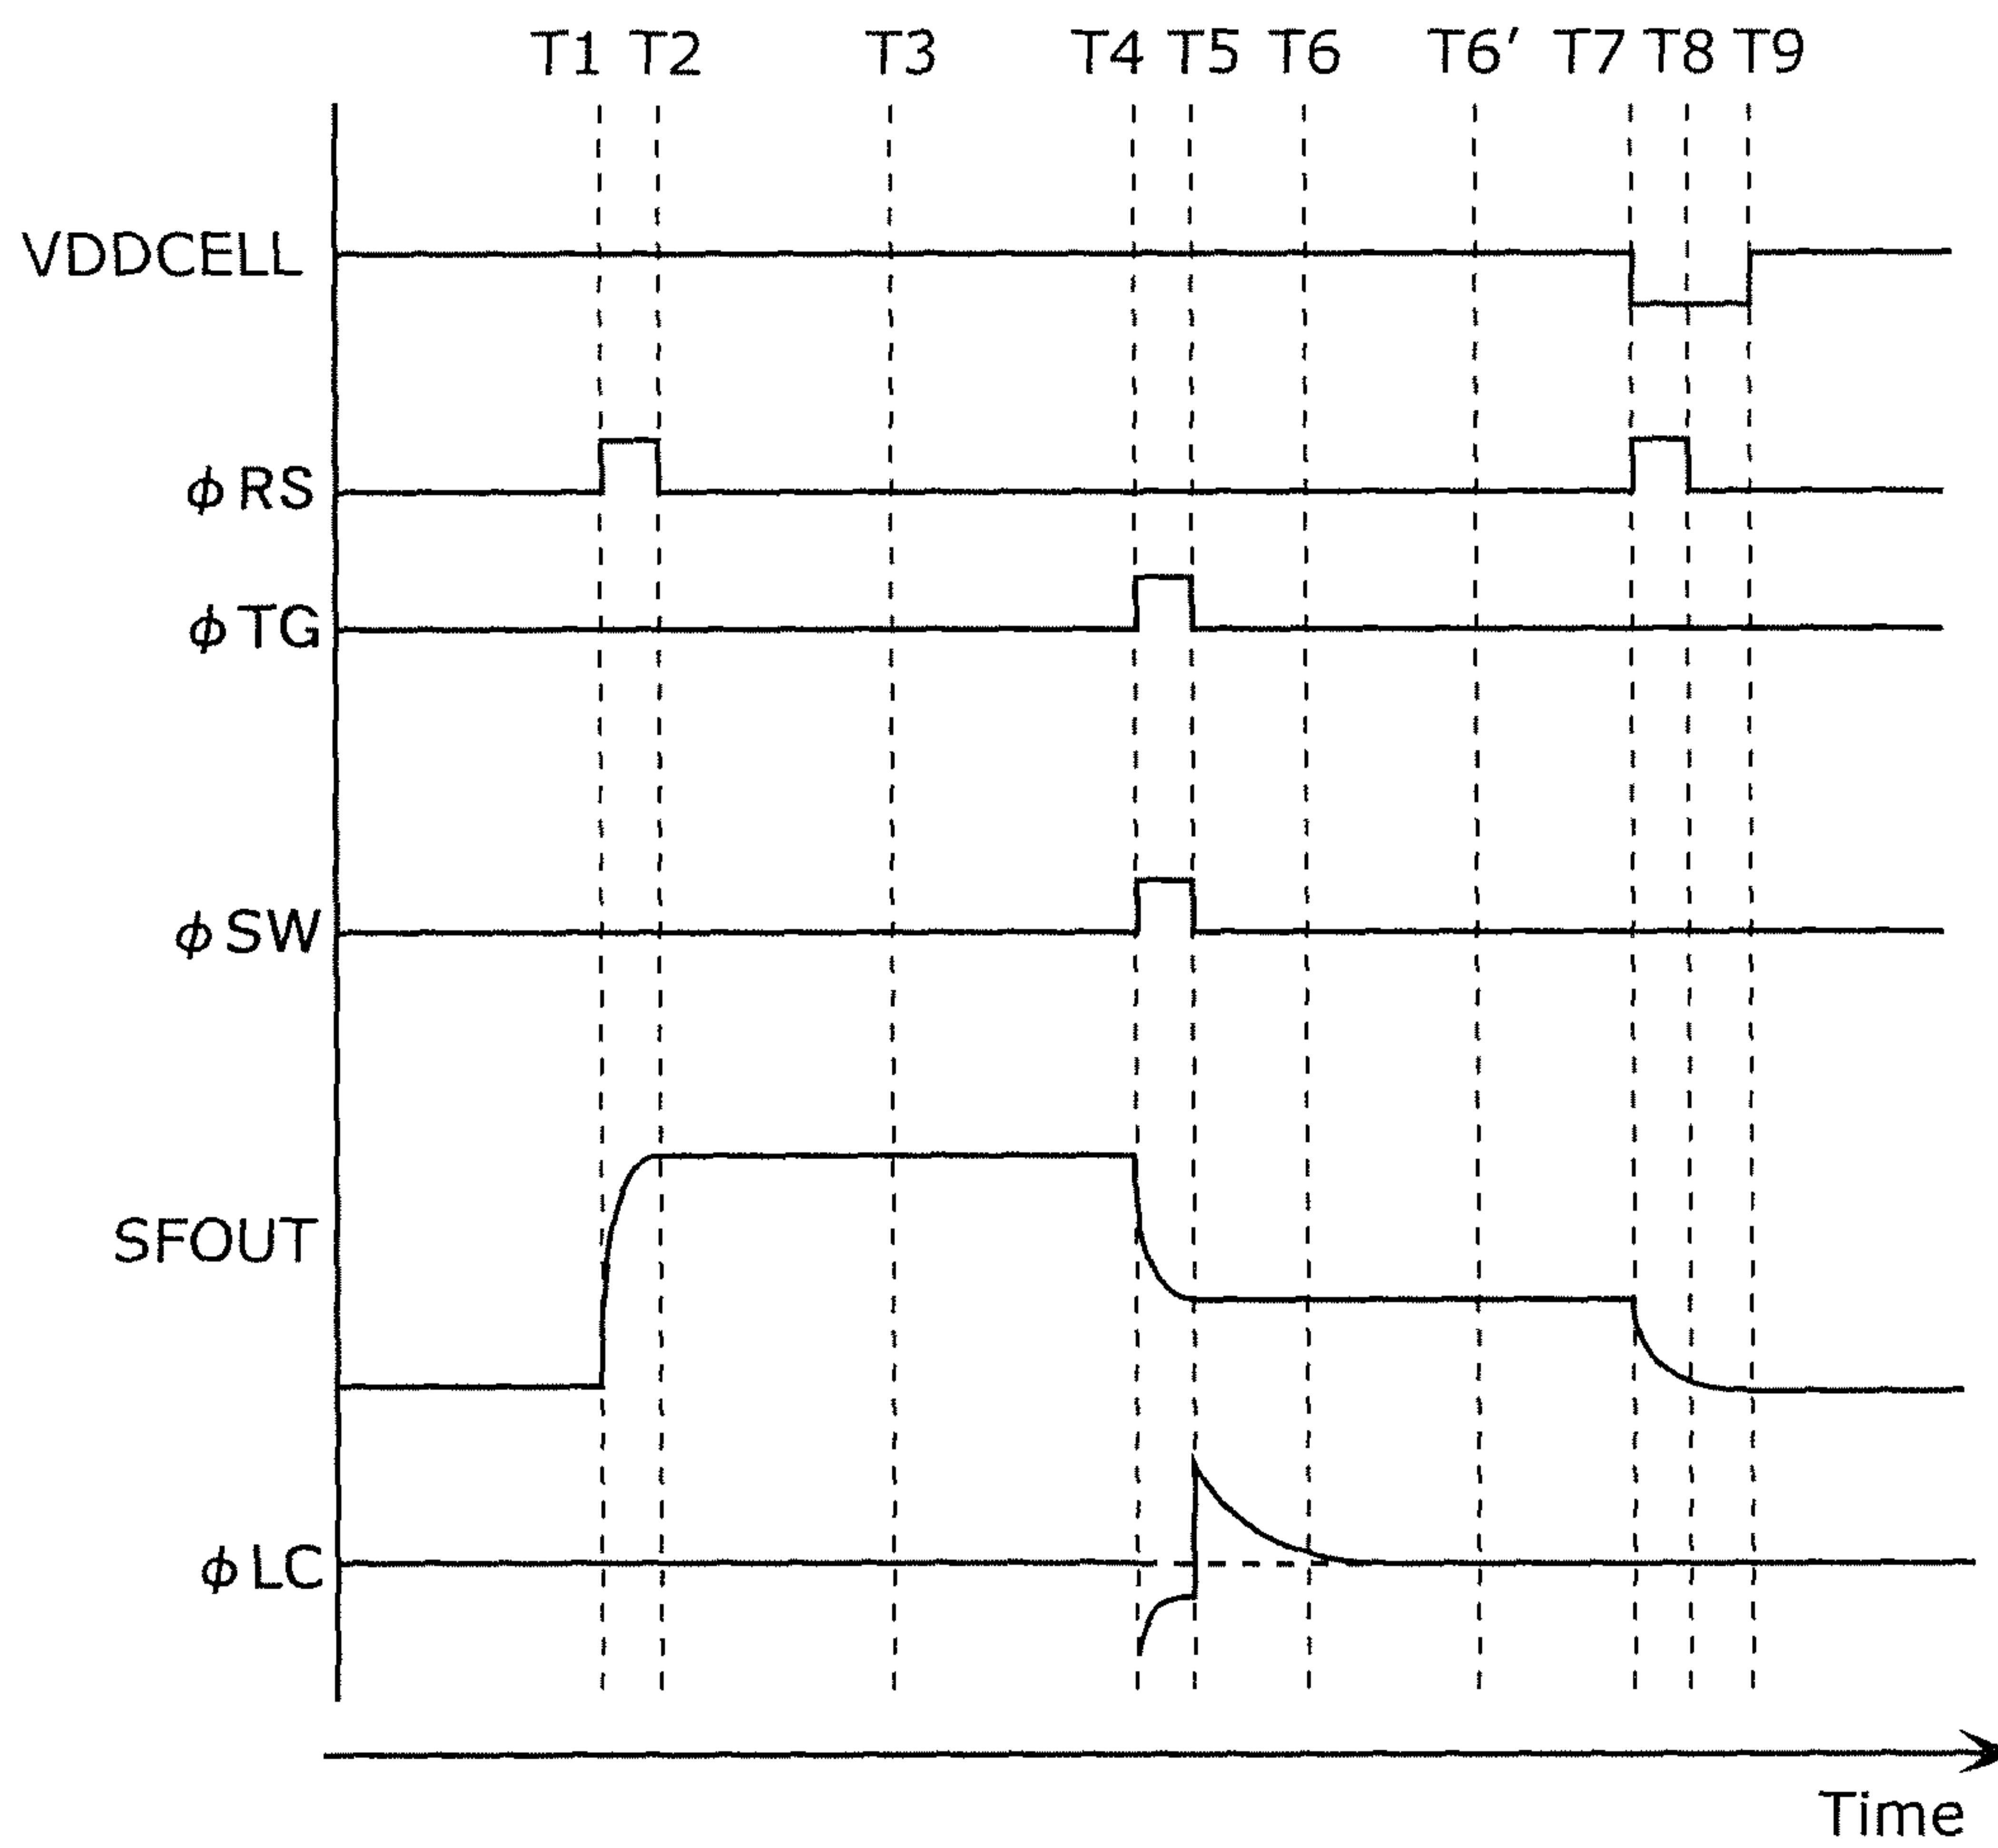 T1 T2 T3 T4 T5 T6 T6′ T7 T8 T9
VDDCELL
ϕRS
ϕTG
ϕSW
SFOUT
ϕLC
Time